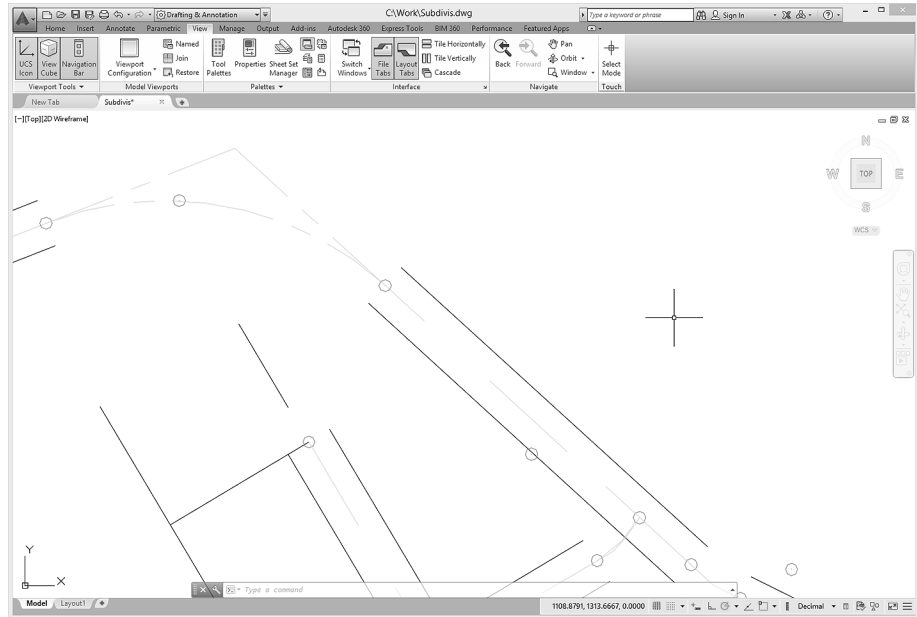 Drafting & Annotation
C:\Work\Subdivis.dwg
Type a keyword or phrase
Sign In
Home Insert Annotate Parametric View Manage Output Add-ins Autodesk 360 Express Tools BIM 360 Performance Featured Apps
UCS Icon
View Cube
Navigation Bar
Viewport Configuration
Named
Join
Restore
Tool Palettes
Properties
Sheet Set Manager
Switch Windows
File Tabs
Layout Tabs
Tile Horizontally
Tile Vertically
Cascade
Back
Forward
Pan
Orbit
Window
Select Mode
Viewport Tools Model Viewports Palettes Interface Navigate Touch
New Tab Subdivis*
[−][Top][2D Wireframe]
N
W TOP E
S
WCS
Y
X
Type a command
Model Layout1
1108.8791, 1313.6667, 0.0000 Decimal